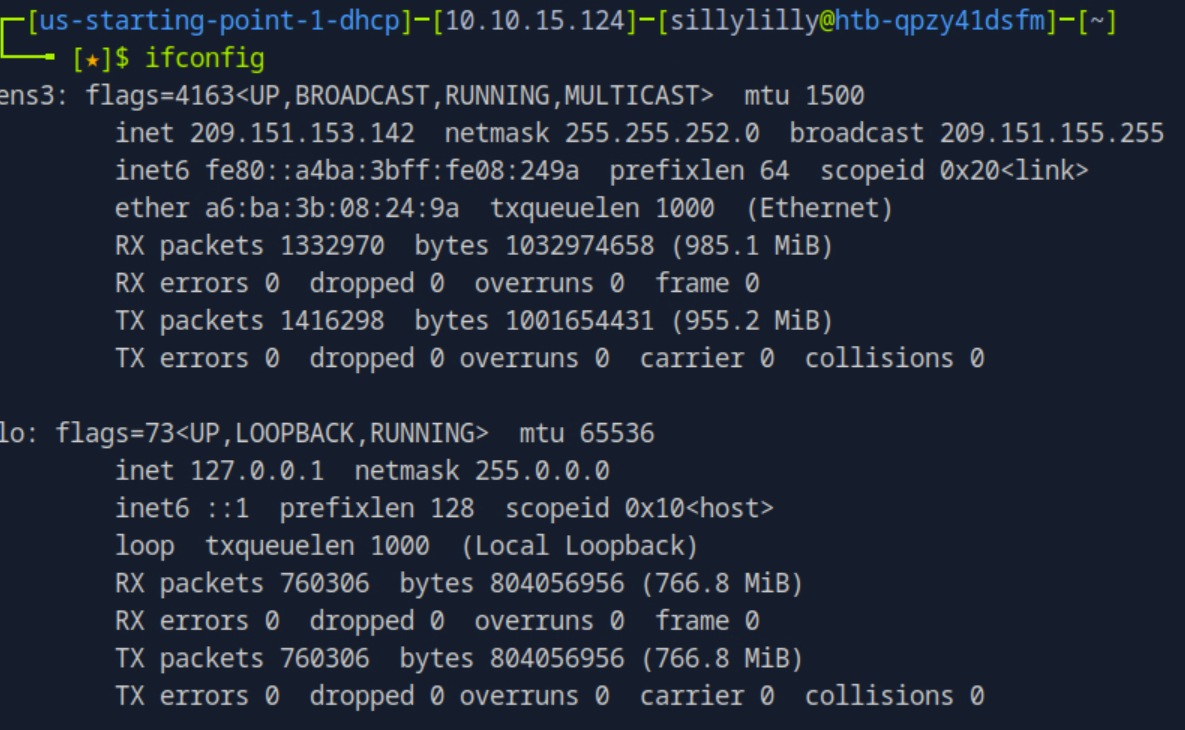 [us-starting-point-1-dhcp]-[10.10.15.124]-[sillylilly@htb-qpzy41dsfm]-[~]
[★]$ ifconfig
ens3: flags=4163<UP,BROADCAST,RUNNING,MULTICAST>  mtu 1500
        inet 209.151.153.142  netmask 255.255.252.0  broadcast 209.151.155.255
        inet6 fe80::a4ba:3bff:fe08:249a  prefixlen 64  scopeid 0x20<link>
        ether a6:ba:3b:08:24:9a  txqueuelen 1000  (Ethernet)
        RX packets 1332970  bytes 1032974658 (985.1 MiB)
        RX errors 0  dropped 0  overruns 0  frame 0
        TX packets 1416298  bytes 1001654431 (955.2 MiB)
        TX errors 0  dropped 0 overruns 0  carrier 0  collisions 0

lo: flags=73<UP,LOOPBACK,RUNNING>  mtu 65536
        inet 127.0.0.1  netmask 255.0.0.0
        inet6 ::1  prefixlen 128  scopeid 0x10<host>
        loop  txqueuelen 1000  (Local Loopback)
        RX packets 760306  bytes 804056956 (766.8 MiB)
        RX errors 0  dropped 0  overruns 0  frame 0
        TX packets 760306  bytes 804056956 (766.8 MiB)
        TX errors 0  dropped 0 overruns 0  carrier 0  collisions 0